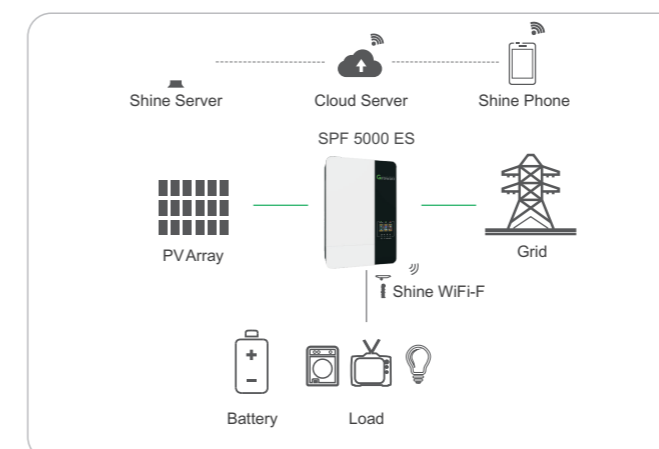 Shine Server
Cloud Server
Shine Phone
SPF 5000 ES
PV Array
Grid
Shine WiFi-F
Battery
Load